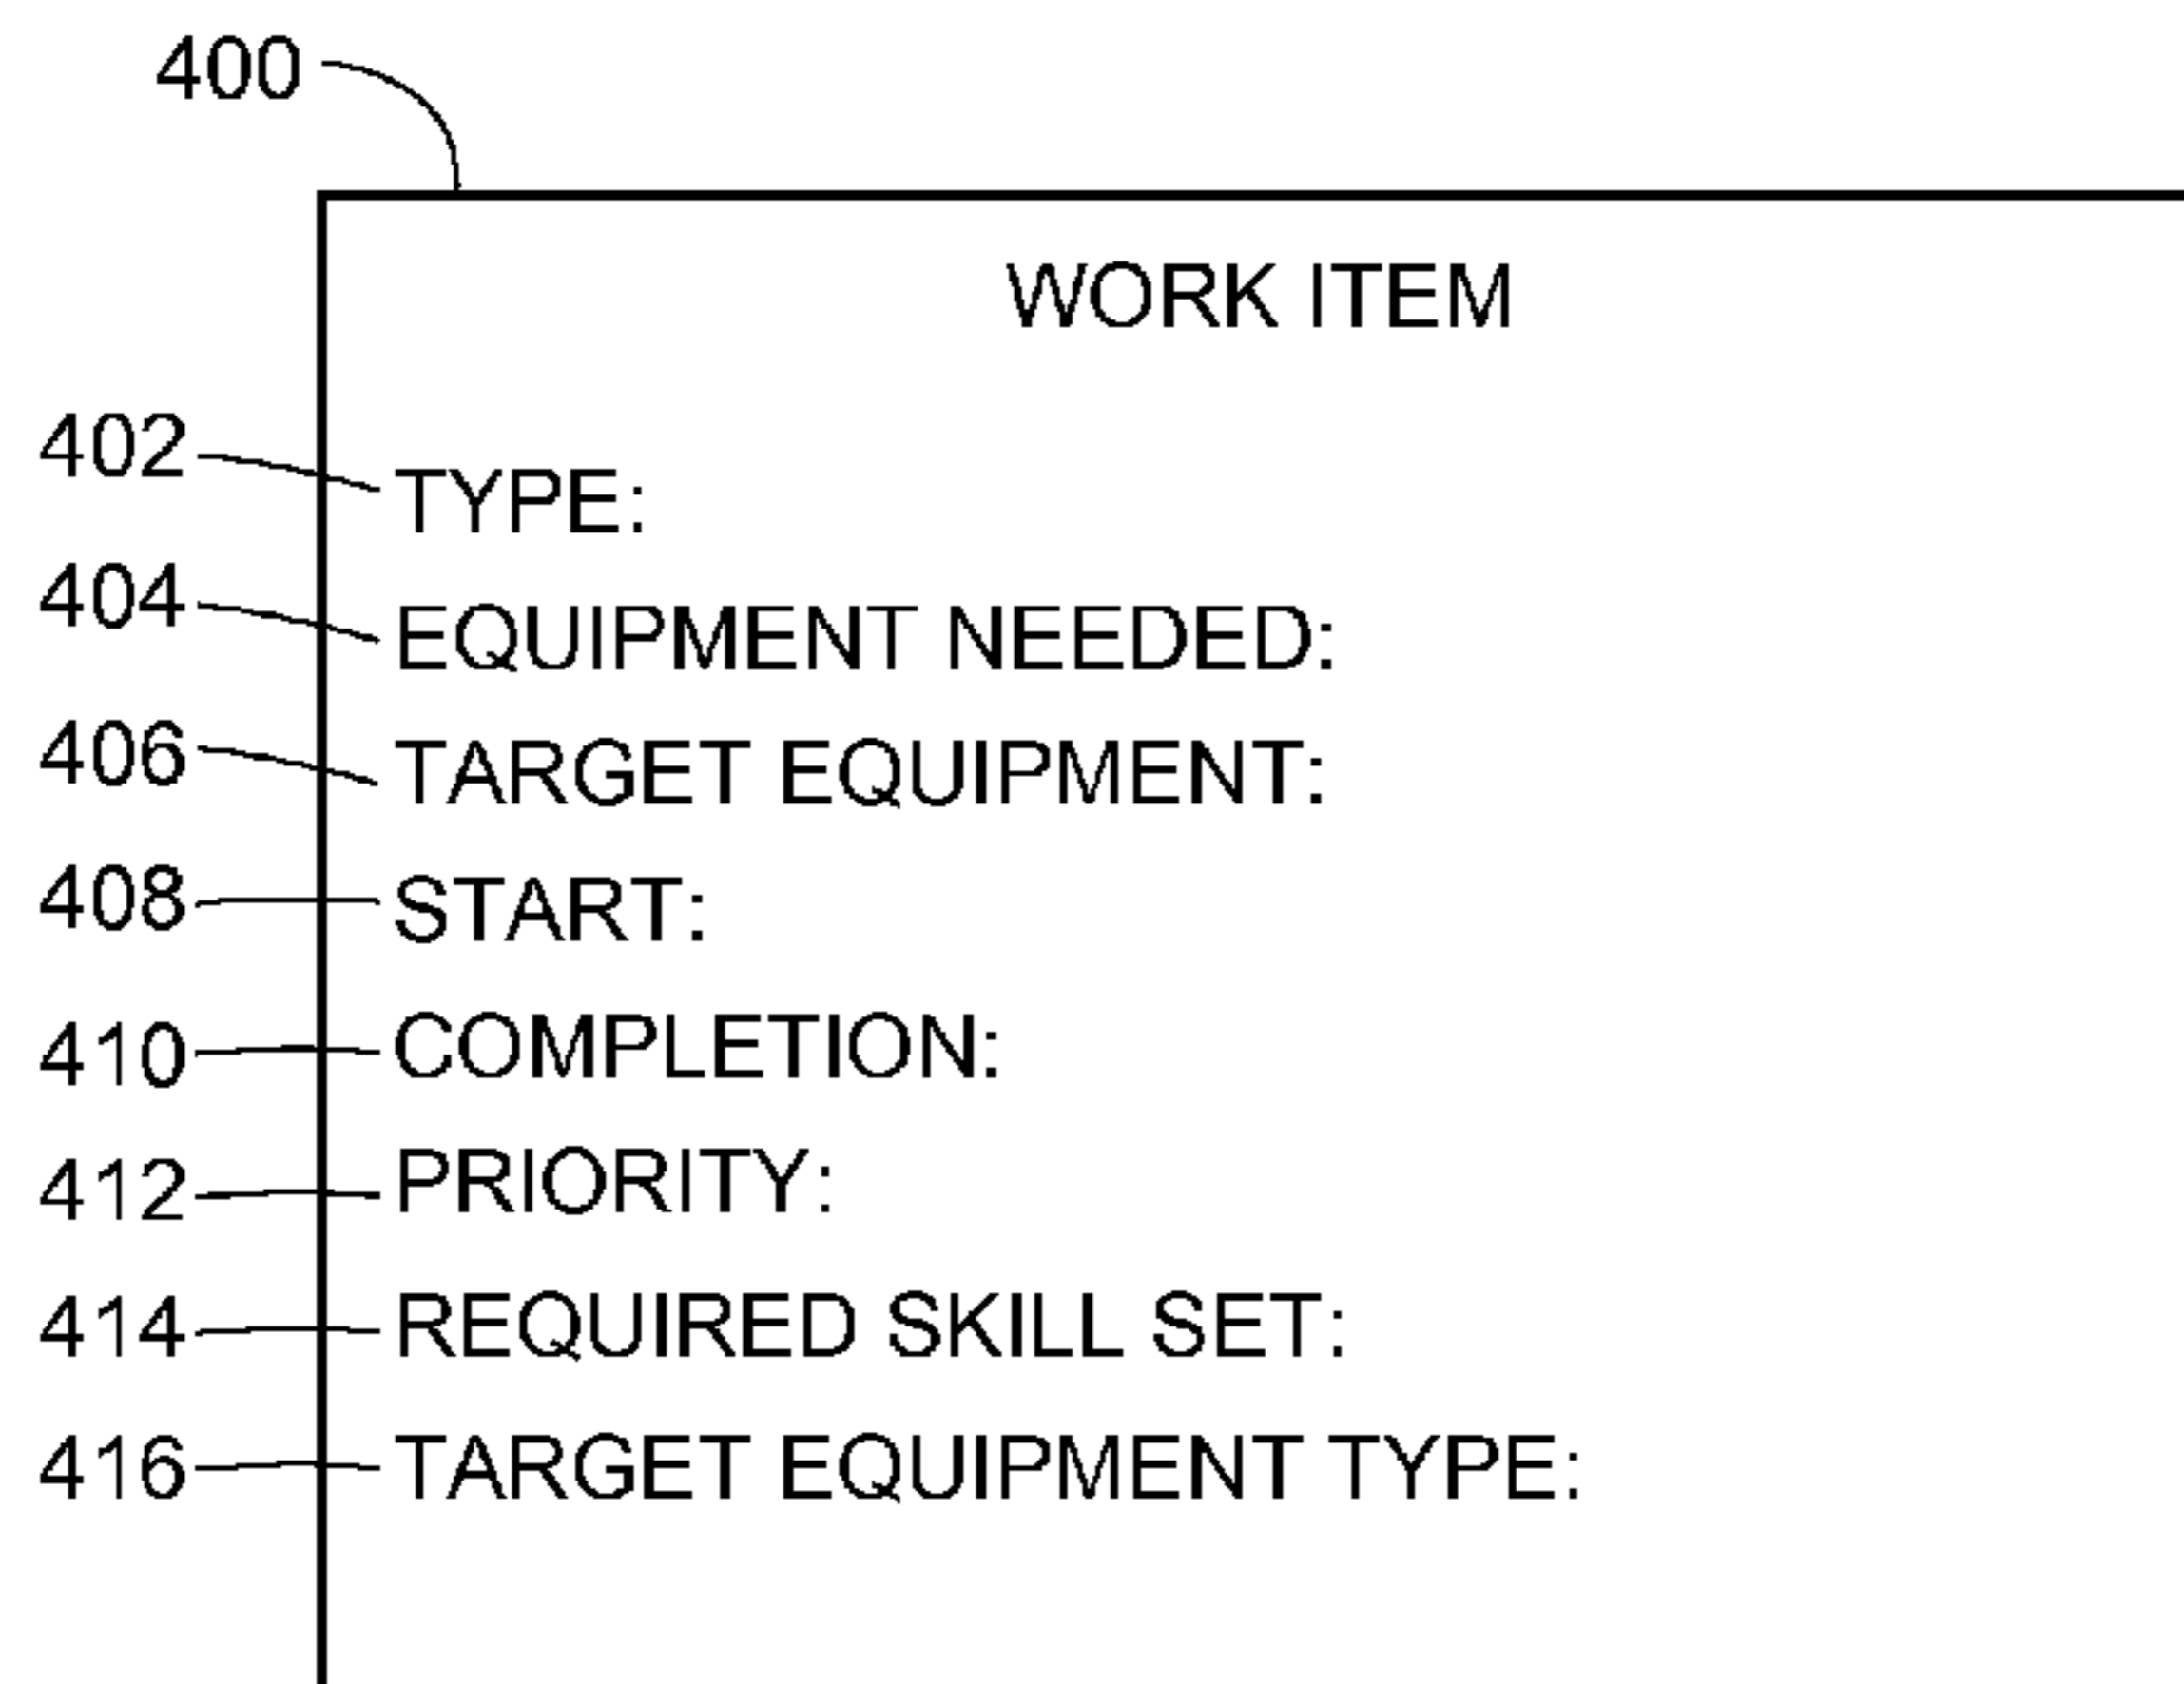 400
WORK ITEM
402 TYPE:
404 EQUIPMENT NEEDED:
406 TARGET EQUIPMENT:
408 START:
410 COMPLETION:
412 PRIORITY:
414 REQUIRED SKILL SET:
416 TARGET EQUIPMENT TYPE: